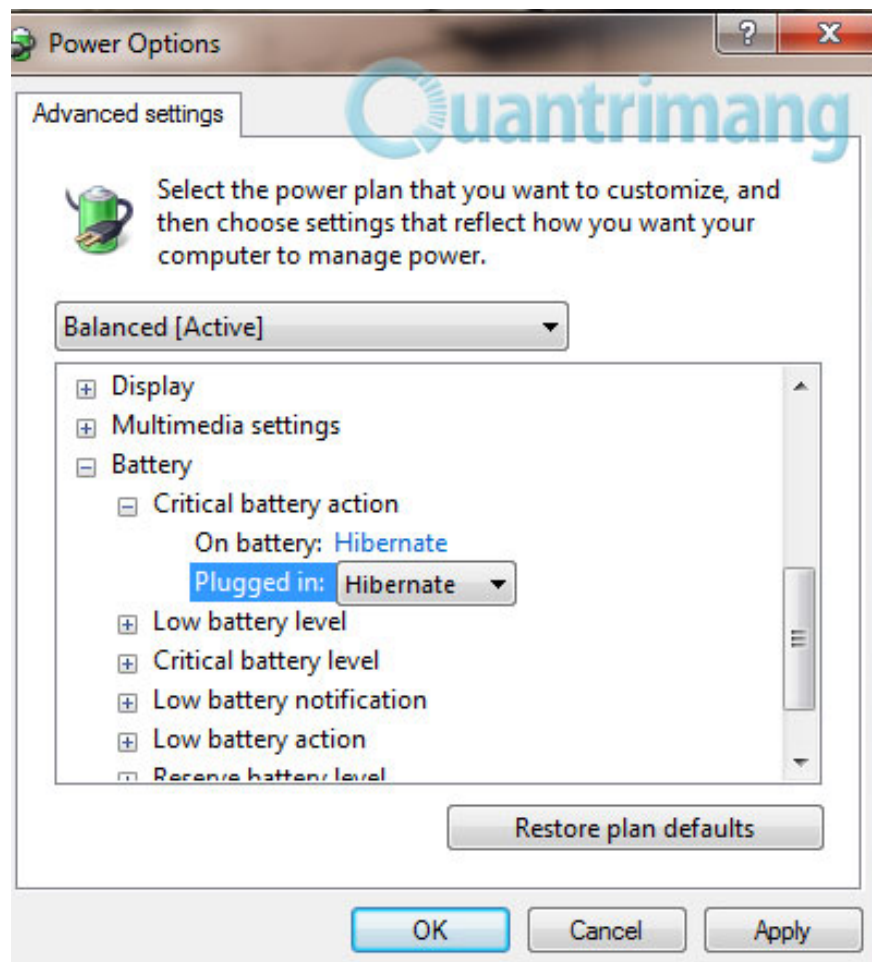 Power Options
?
X
Quantrimang
Advanced settings
Select the power plan that you want to customize, and
then choose settings that reflect how you want your
computer to manage power.
Balanced [Active]
Display
Multimedia settings
Battery
Critical battery action
On battery: Hibernate
Plugged in: Hibernate
Low battery level
Critical battery level
Low battery notification
Low battery action
Reserve battery level
Restore plan defaults
OK Cancel Apply